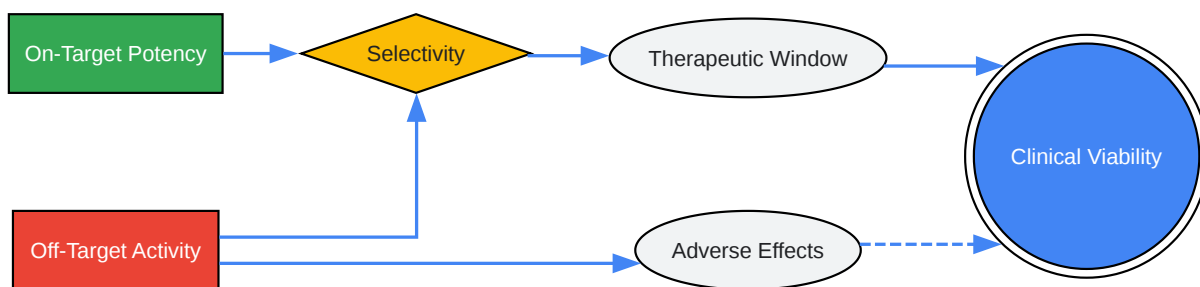 On-Target Potency
Selectivity
Therapeutic Window
Clinical Viability
Off-Target Activity
Adverse Effects